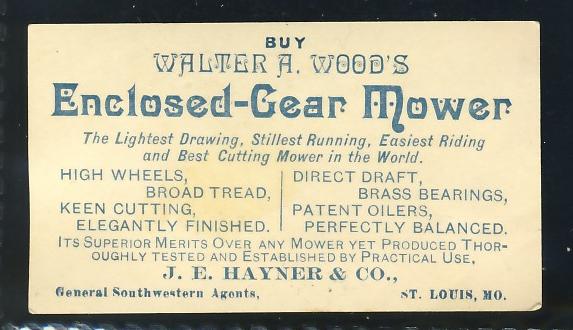 BUY
WALTER A. WOOD'S
Enclosed-Gear Mower
The Lightest Drawing, Stillest Running, Easiest Riding
and Best Cutting Mower in the World.
HIGH WHEELS,
BROAD TREAD,
KEEN CUTTING,
ELEGANTLY FINISHED.
DIRECT DRAFT,
BRASS BEARINGS,
PATENT OILERS,
PERFECTLY BALANCED.
ITS SUPERIOR MERITS OVER ANY MOWER YET PRODUCED THOR-
OUGHLY TESTED AND ESTABLISHED BY PRACTICAL USE,
J. E. HAYNER & CO.,
General Southwestern Agents, ST. LOUIS, MO.